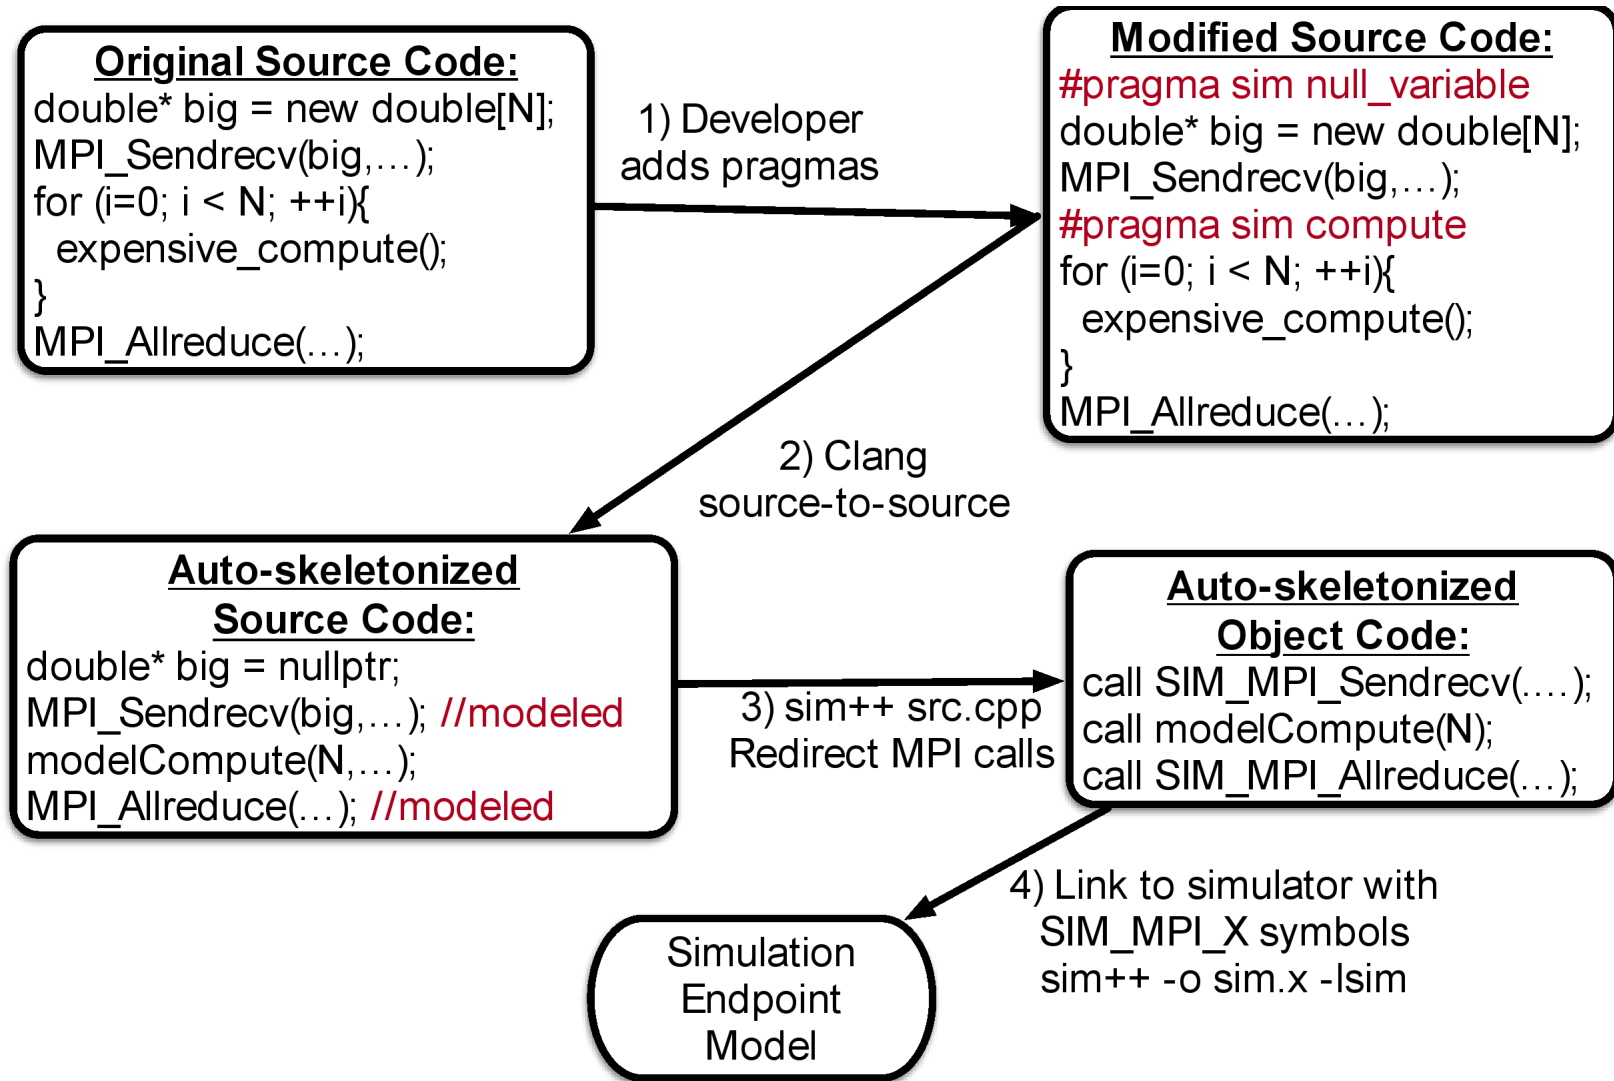 Original Source Code:
double* big = new double[N];
MPI_Sendrecv(big,...);
for (i=0; i < N; ++i){
expensive_compute();
}
MPI_Allreduce(...);
1) Developer
adds pragmas
Modified Source Code:
#pragma sim null_variable
double* big = new double[N];
MPI_Sendrecv(big,...);
#pragma sim compute
for (i=0; i < N; ++i){
expensive_compute();
}
MPI_Allreduce(...);
2) Clang
source-to-source
Auto-skeletonized
Source Code:
double* big = nullptr;
MPI_Sendrecv(big,...); //modeled
modelCompute(N,...);
MPI_Allreduce(...); //modeled
3) sim++ src.cpp
Redirect MPI calls
Auto-skeletonized
Object Code:
call SIM_MPI_Sendrecv(....);
call modelCompute(N);
call SIM_MPI_Allreduce(...);
4) Link to simulator with
SIM_MPI_X symbols
sim++ -o sim.x -lsim
Simulation
Endpoint
Model